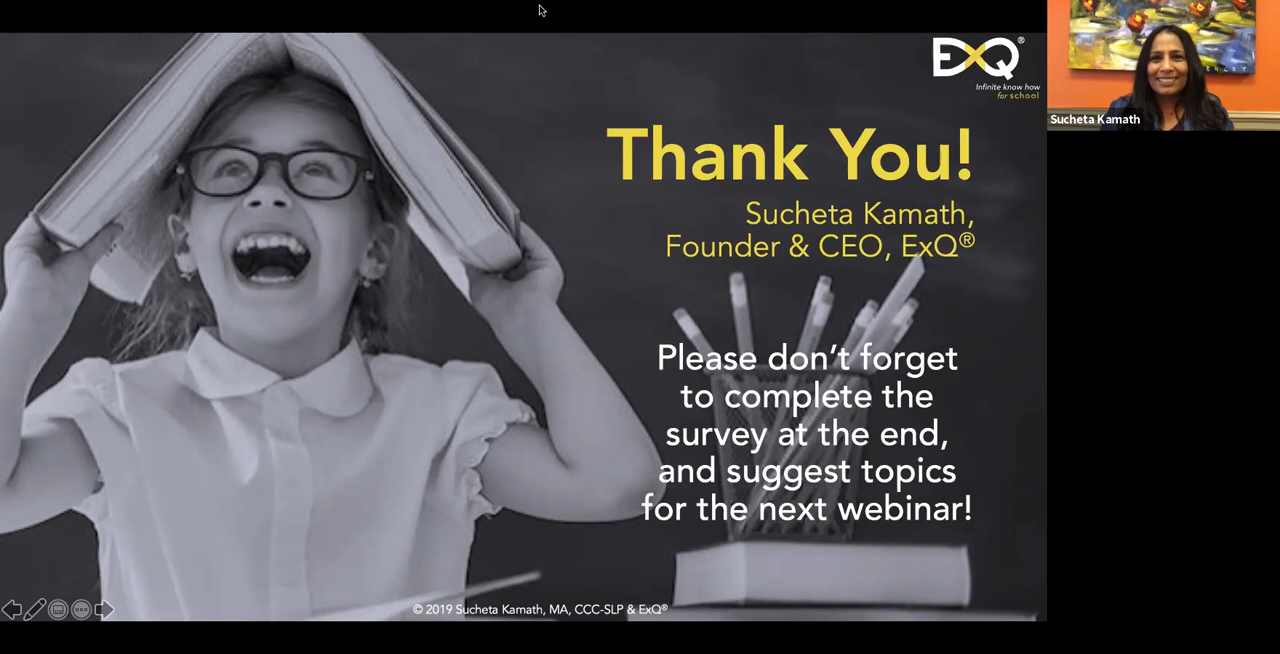 ExQ®
Infinite know how
for school
Thank You!
Sucheta Kamath,
Founder & CEO, ExQ®
Please don’t forget
to complete the
survey at the end,
and suggest topics
for the next webinar!
© 2019 Sucheta Kamath, MA, CCC-SLP & ExQ®
Sucheta Kamath